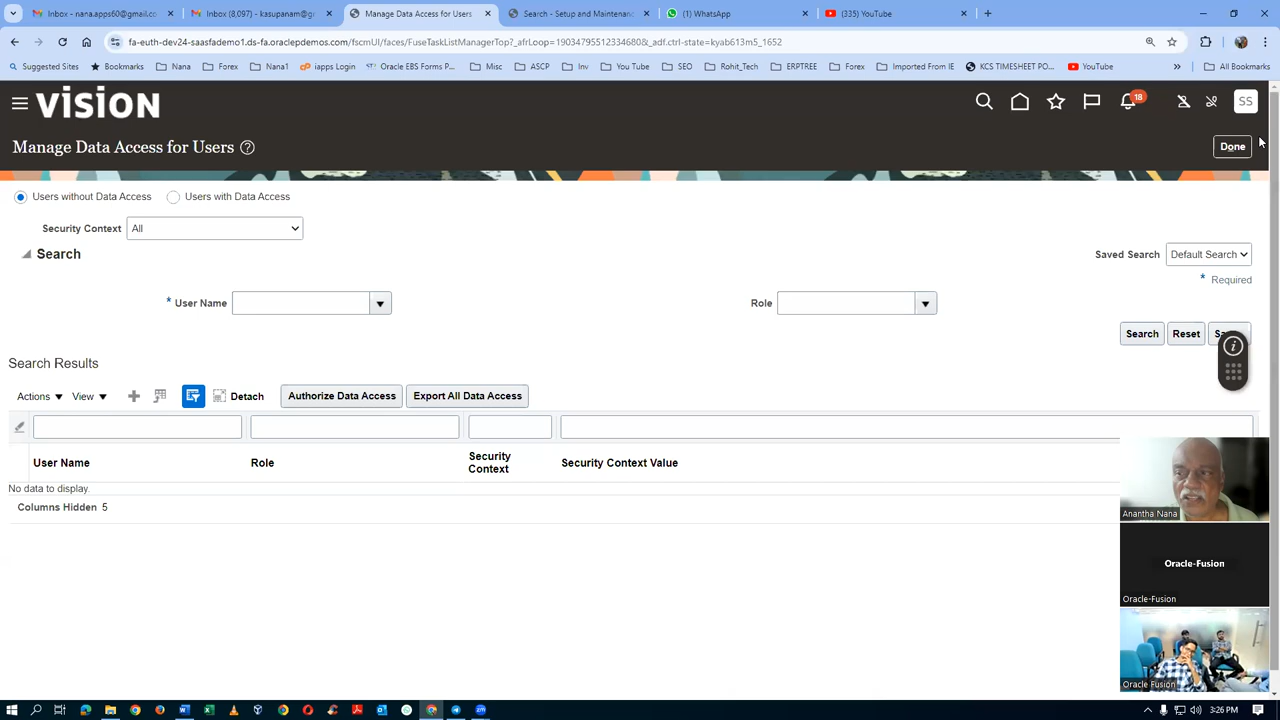 Inbox - nana.apps60@gmail.co
Inbox (8,097) - kasupanam@g
Manage Data Access for Users
Search - Setup and Maintenanc
(1) WhatsApp
(335) YouTube
fa-euth-dev24-saasfademo1.ds-fa.oraclepdemos.com/fscmUI/faces/FuseTaskListManagerTop?_afrLoop=190347955123346808&_adf.ctrl-state=kyab613m5_1652
Suggested Sites
Bookmarks
Nana
Forex
Nana1
iapps Login
Oracle EBS Forms P...
Misc
ASCP
Inv
You Tube
SEO
Rohit_Tech
ERPTREE
Forex
Imported From IE
KCS TIMESHEET PO...
YouTube
All Bookmarks
VISION
18
SS
Manage Data Access for Users
Done
Users without Data Access
Users with Data Access
Security Context
All
Search
Saved Search
Default Search
* Required
* User Name
Role
Search
Reset
Search Results
Actions
View
Detach
Authorize Data Access
Export All Data Access
User Name
Role
Security Context
Security Context Value
No data to display.
Columns Hidden 5
Anantha Nana
Oracle-Fusion
Oracle-Fusion
Oracle Fusion
3:26 PM